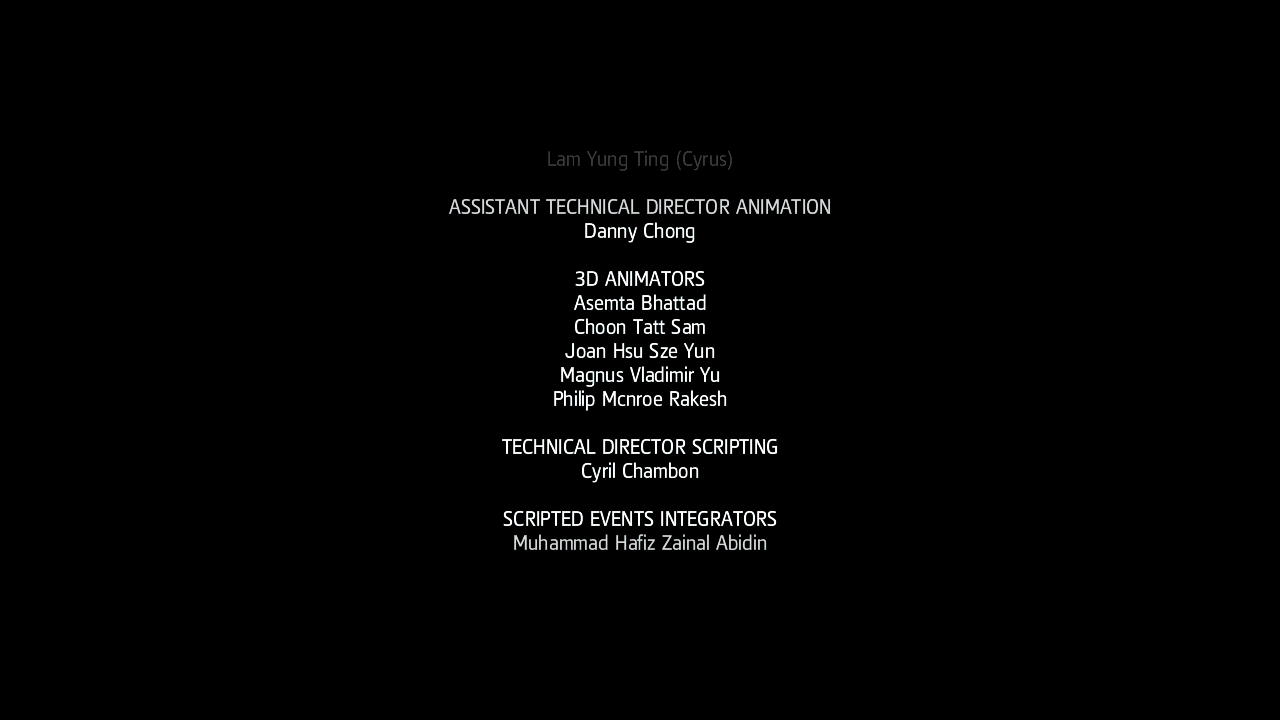 Lam Yung Ting (Cyrus)
ASSISTANT TECHNICAL DIRECTOR ANIMATION
Danny Chong
3D ANIMATORS
Asemta Bhattad
Choon Tatt Sam
Joan Hsu Sze Yun
Magnus Vladimir Yu
Philip Mcnroe Rakesh
TECHNICAL DIRECTOR SCRIPTING
Cyril Chambon
SCRIPTED EVENTS INTEGRATORS
Muhammad Hafiz Zainal Abidin